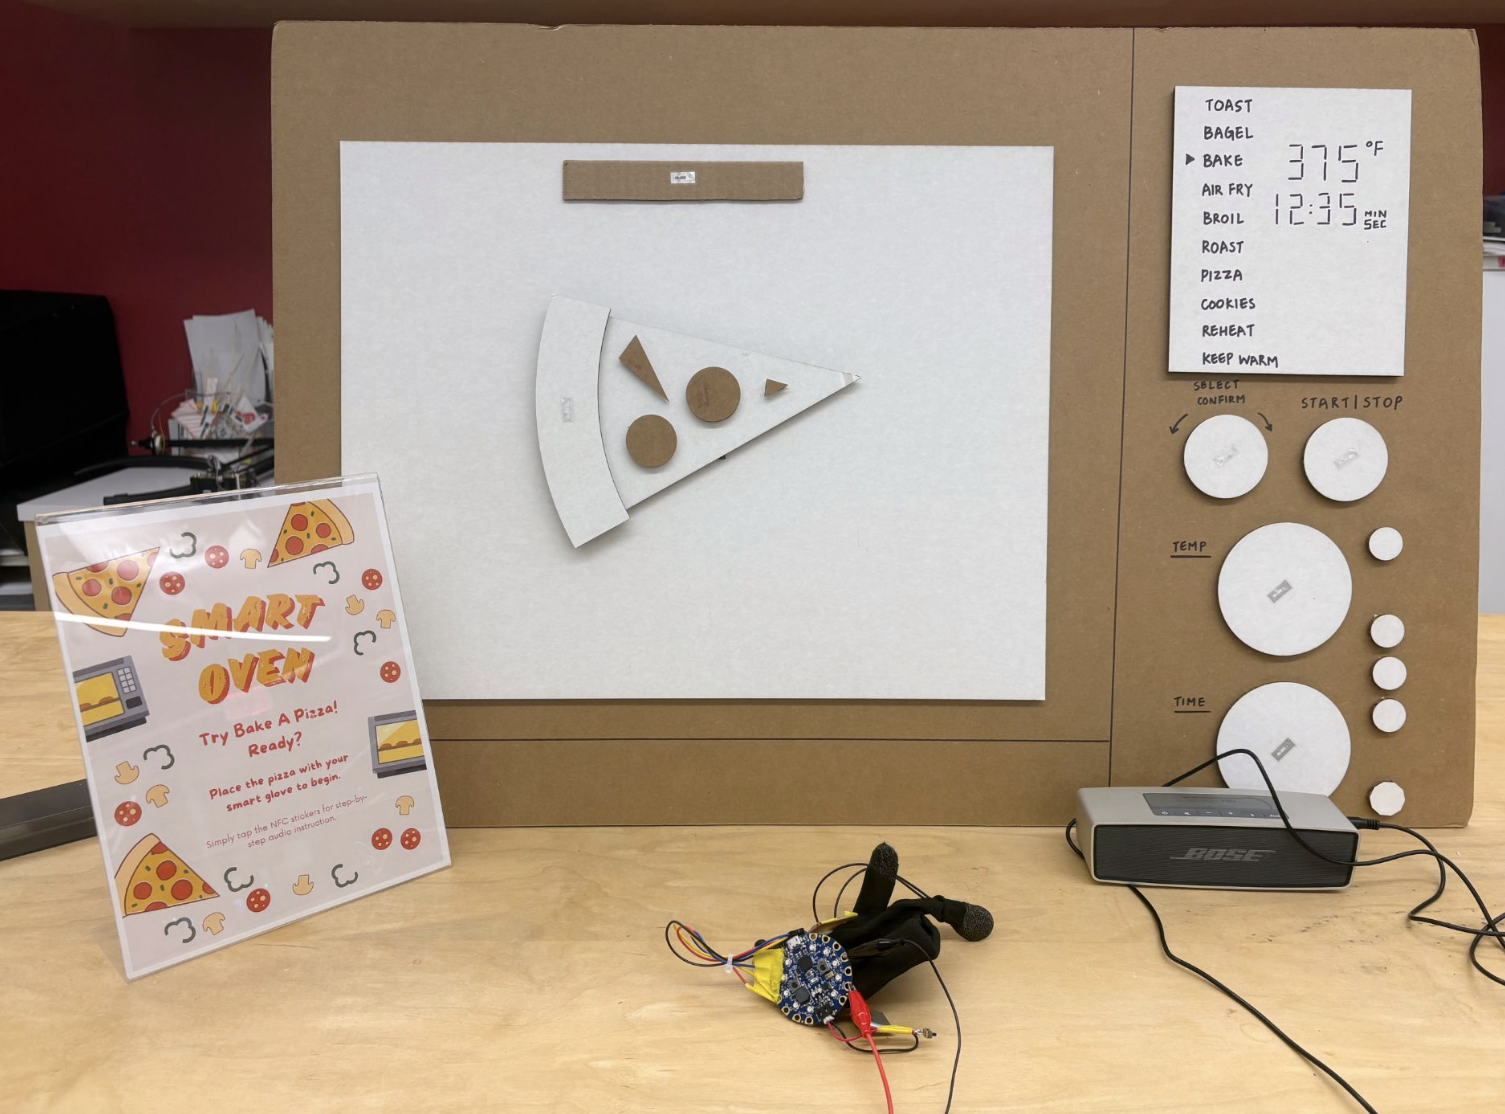 TOAST
BAGEL
▶ BAKE
AIR FRY
BROIL
ROAST
PIZZA
COOKIES
REHEAT
KEEP WARM
375 °F
12:35 MIN
SEC
SELECT
CONFIRM
START|STOP
TEMP
TIME
SMART
OVEN
Try Bake A Pizza!
Ready?
Place the pizza with your
smart glove to begin.
Simply tap the NFC stickers for step-by-
step audio instruction.
BOSE